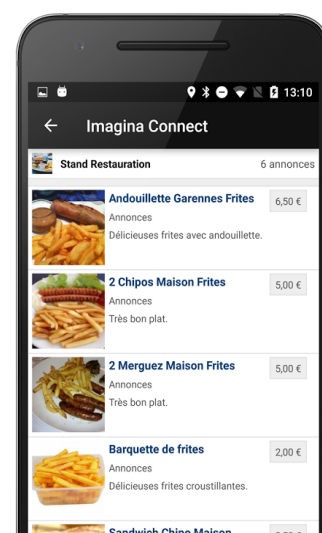 13:10
Imagina Connect
Stand Restauration 6 annonces
Andouillette Garennes Frites 6,50 €
Annonces
Délicieuses frites avec andouillette.
2 Chipos Maison Frites 5,00 €
Annonces
Très bon plat.
2 Merguez Maison Frites 5,00 €
Annonces
Très bon plat.
Barquette de frites 2,00 €
Annonces
Délicieuses frites croustillantes.
Sandwich Chipo Maison